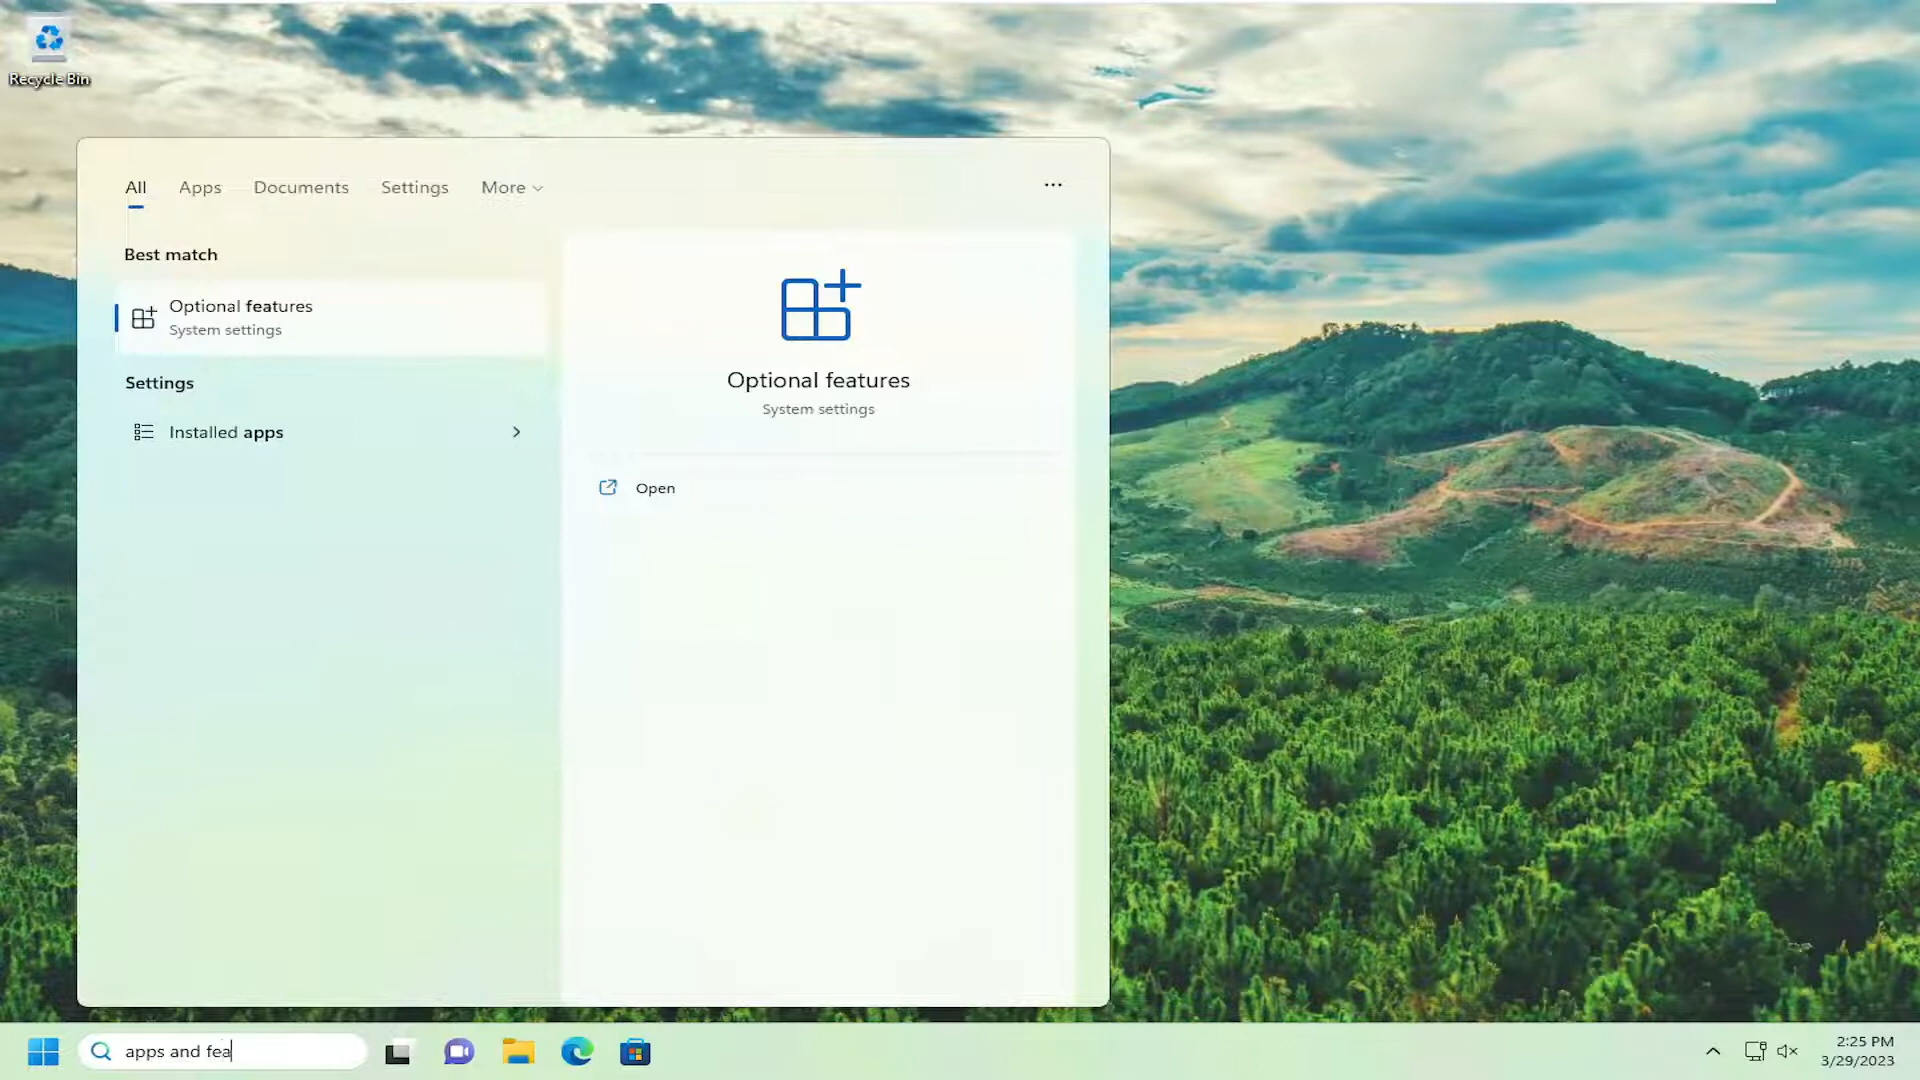 Recycle Bin
All
Apps
Documents
Settings
More
Best match
Optional features
System settings
Settings
Installed apps
Optional features
System settings
Open
apps and fea
2:25 PM
3/29/2023